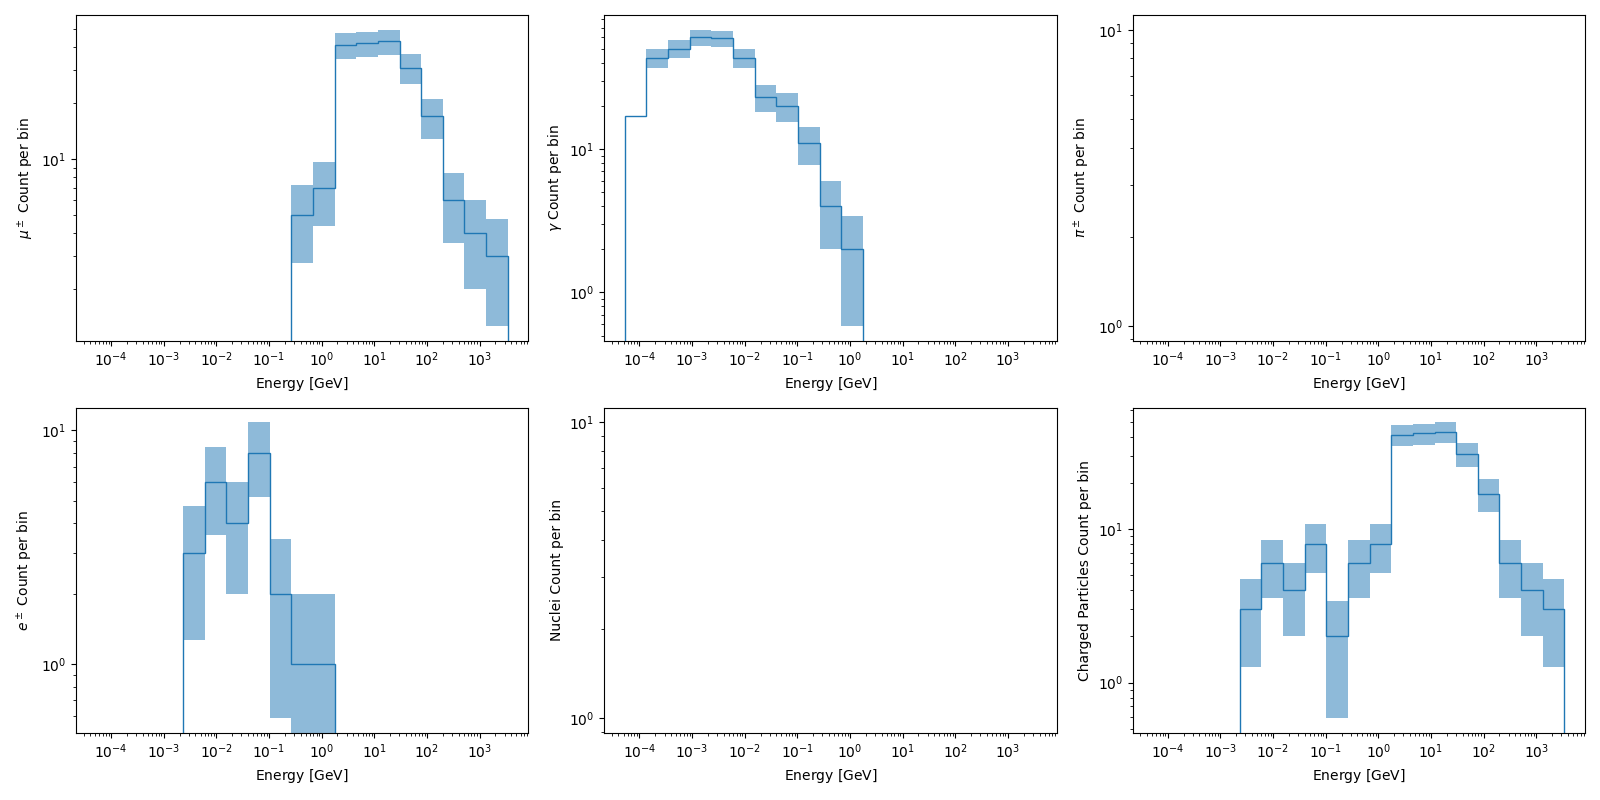 μ± Count per bin
10¹
10⁻⁴ 10⁻³ 10⁻² 10⁻¹ 10⁰ 10¹ 10² 10³
Energy [GeV]
γ Count per bin
10¹
10⁰
10⁻⁴ 10⁻³ 10⁻² 10⁻¹ 10⁰ 10¹ 10² 10³
Energy [GeV]
π± Count per bin
10¹
10⁰
10⁻⁴ 10⁻³ 10⁻² 10⁻¹ 10⁰ 10¹ 10² 10³
Energy [GeV]
e± Count per bin
10¹
10⁰
10⁻⁴ 10⁻³ 10⁻² 10⁻¹ 10⁰ 10¹ 10² 10³
Energy [GeV]
Nuclei Count per bin
10¹
10⁰
10⁻⁴ 10⁻³ 10⁻² 10⁻¹ 10⁰ 10¹ 10² 10³
Energy [GeV]
Charged Particles Count per bin
10¹
10⁰
10⁻⁴ 10⁻³ 10⁻² 10⁻¹ 10⁰ 10¹ 10² 10³
Energy [GeV]